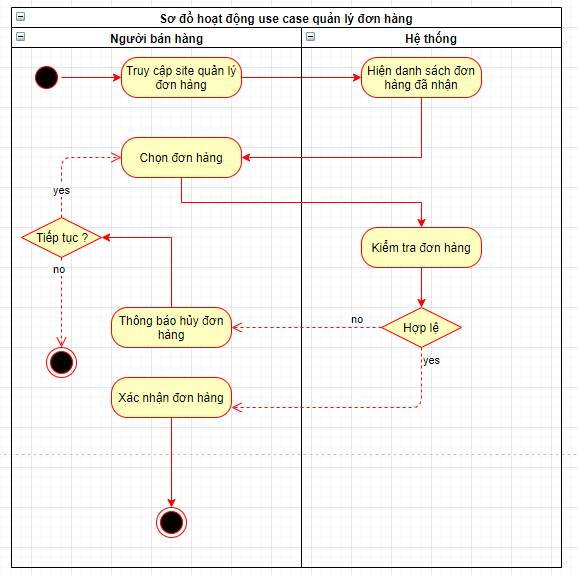 Sơ đồ hoạt động use case quản lý đơn hàng
Người bán hàng
Hệ thống
Truy cập site quản lý
đơn hàng
Hiện danh sách đơn
hàng đã nhận
Chọn đơn hàng
yes
Tiếp tục ?
no
Kiểm tra đơn hàng
Hợp lệ
no
yes
Thông báo hủy đơn
hàng
Xác nhận đơn hàng